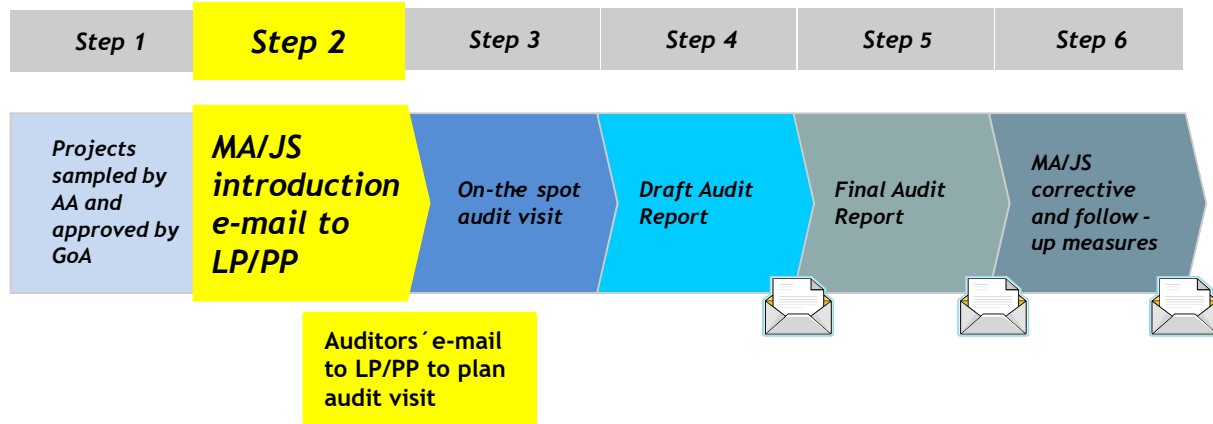 Step 1
Step 2
Step 3
Step 4
Step 5
Step 6
Projects
sampled by
AA and
approved by
GoA
MA/JS
introduction
e-mail to
LP/PP
On-the spot
audit visit
Draft Audit
Report
Final Audit
Report
MA/JS
corrective
and follow -
up measures
Auditors´e-mail
to LP/PP to plan
audit visit